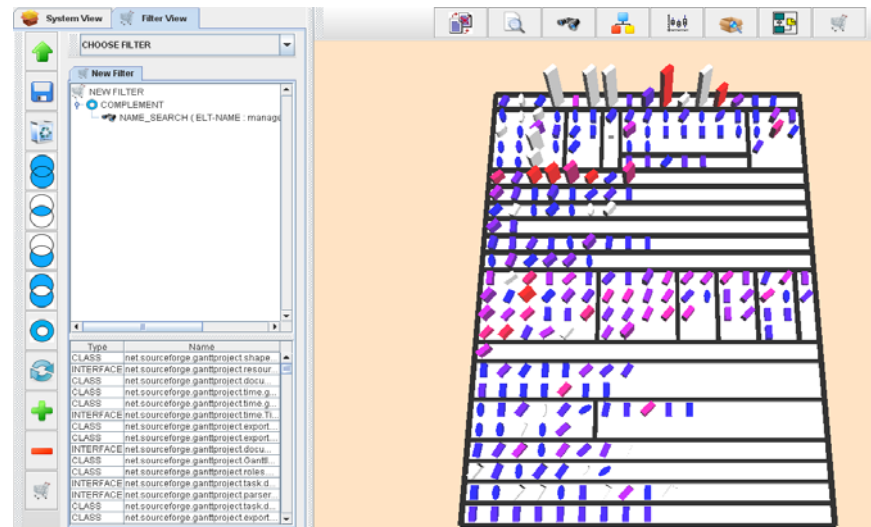 System View
Filter View
CHOOSE FILTER
New Filter
NEW FILTER
COMPLEMENT
NAME_SEARCH ( ELT-NAME : manage
Type Name
CLASS net.sourceforge.ganttproject.shape...
INTERFACE net.sourceforge.ganttproject.resour...
CLASS net.sourceforge.ganttproject.docu...
CLASS net.sourceforge.ganttproject.time.g...
CLASS net.sourceforge.ganttproject.time.g...
INTERFACE net.sourceforge.ganttproject.time.Ti...
CLASS net.sourceforge.ganttproject.export...
CLASS net.sourceforge.ganttproject.export...
INTERFACE net.sourceforge.ganttproject.docu...
CLASS net.sourceforge.ganttproject.Gantt...
CLASS net.sourceforge.ganttproject.roles...
INTERFACE net.sourceforge.ganttproject.task.d...
INTERFACE net.sourceforge.ganttproject.parser...
CLASS net.sourceforge.ganttproject.task.d...
CLASS net.sourceforge.ganttproject.export...